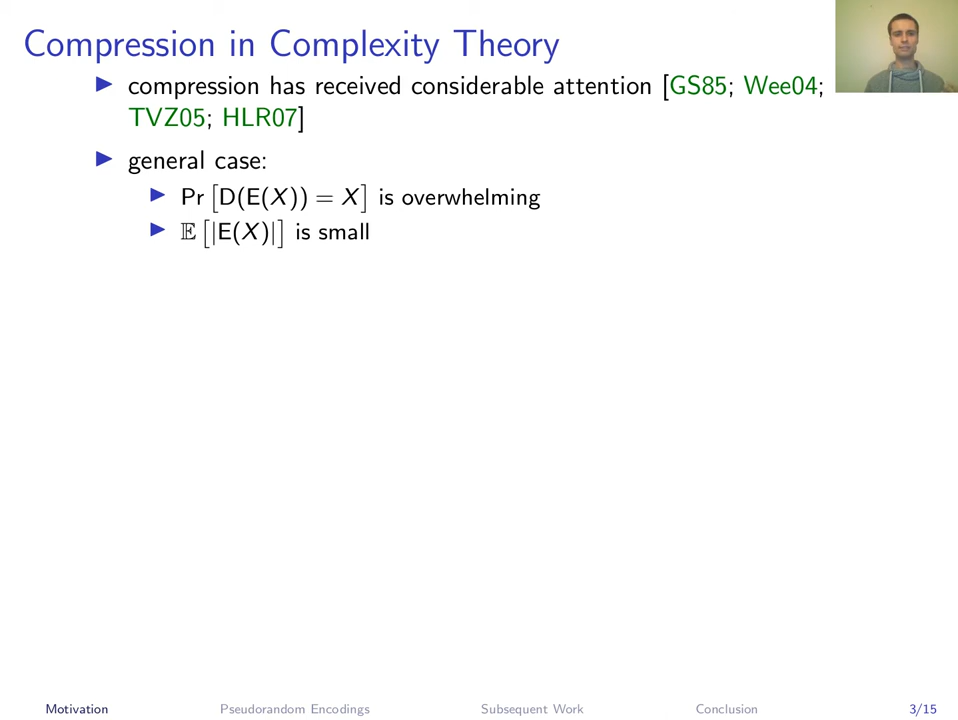 Compression in Complexity Theory
▶ compression has received considerable attention [GS85; Wee04;
TVZ05; HLR07]
▶ general case:
▶ Pr [D(E(X)) = X] is overwhelming
▶ 𝔼 [|E(X)|] is small
Motivation Pseudorandom Encodings Subsequent Work Conclusion 3/15